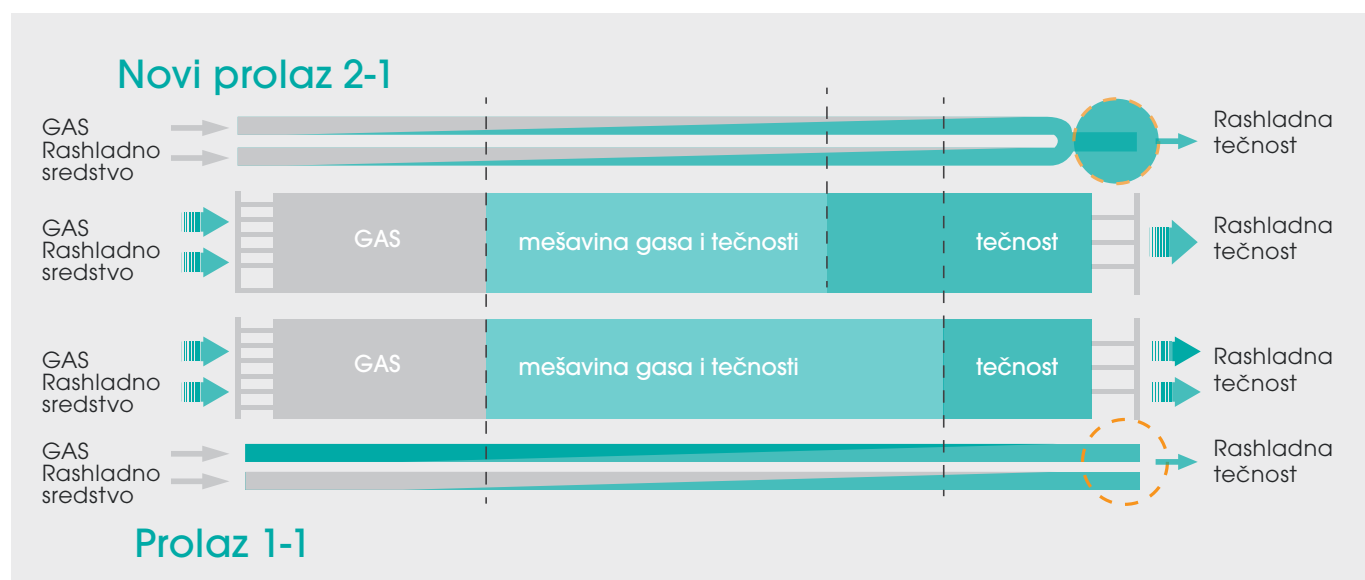 Novi prolaz 2-1
GAS
Rashladno
sredstvo
Rashladna
tečnost
GAS
Rashladno
sredstvo
GAS
mešavina gasa i tečnosti
tečnost
Rashladna
tečnost
GAS
Rashladno
sredstvo
GAS
mešavina gasa i tečnosti
tečnost
Rashladna
tečnost
GAS
Rashladno
sredstvo
Rashladna
tečnost
Prolaz 1-1